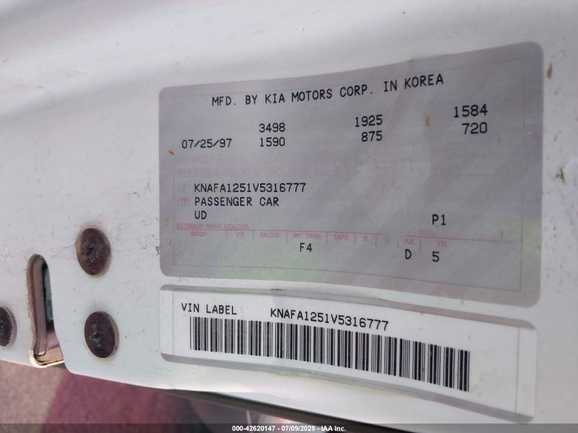 MFD. BY KIA MOTORS CORP. IN KOREA
3498 1925 1584
07/25/97 1590 875 720
KNAFA1251V5316777
PASSENGER CAR
UD
P1
F4 D 5
VIN LABEL KNAFA1251V5316777
000-42620147 - 07/09/2025 - IAA Inc.